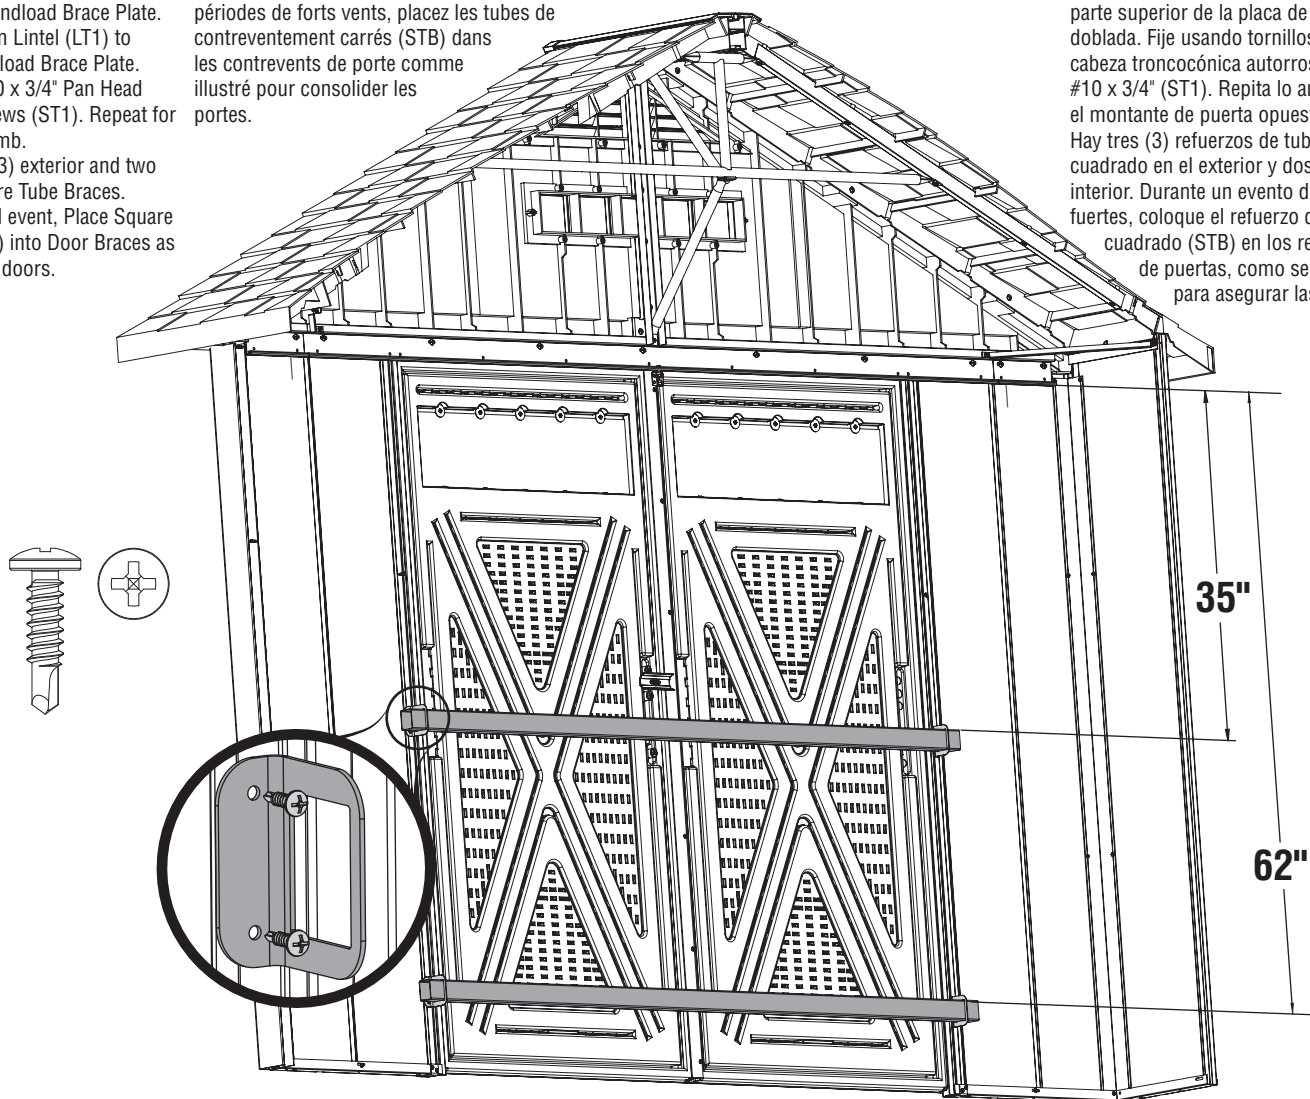 ndload Brace Plate.
n Lintel (LT1) to
load Brace Plate.
0 x 3/4" Pan Head
ews (ST1). Repeat for
mb.
3) exterior and two
re Tube Braces.
l event, Place Square
) into Door Braces as
doors.
périodes de forts vents, placez les tubes de
contreventement carrés (STB) dans
les contrevents de porte comme
illustré pour consolider les
portes.
parte superior de la placa de
doblada. Fije usando tornillos
cabeza troncocónica autorros
#10 x 3/4" (ST1). Repita lo an
el montante de puerta opuest
Hay tres (3) refuerzos de tub
cuadrado en el exterior y dos
interior. Durante un evento d
fuertes, coloque el refuerzo
cuadrado (STB) en los re
de puertas, como se
para asegurar las
35"
62"